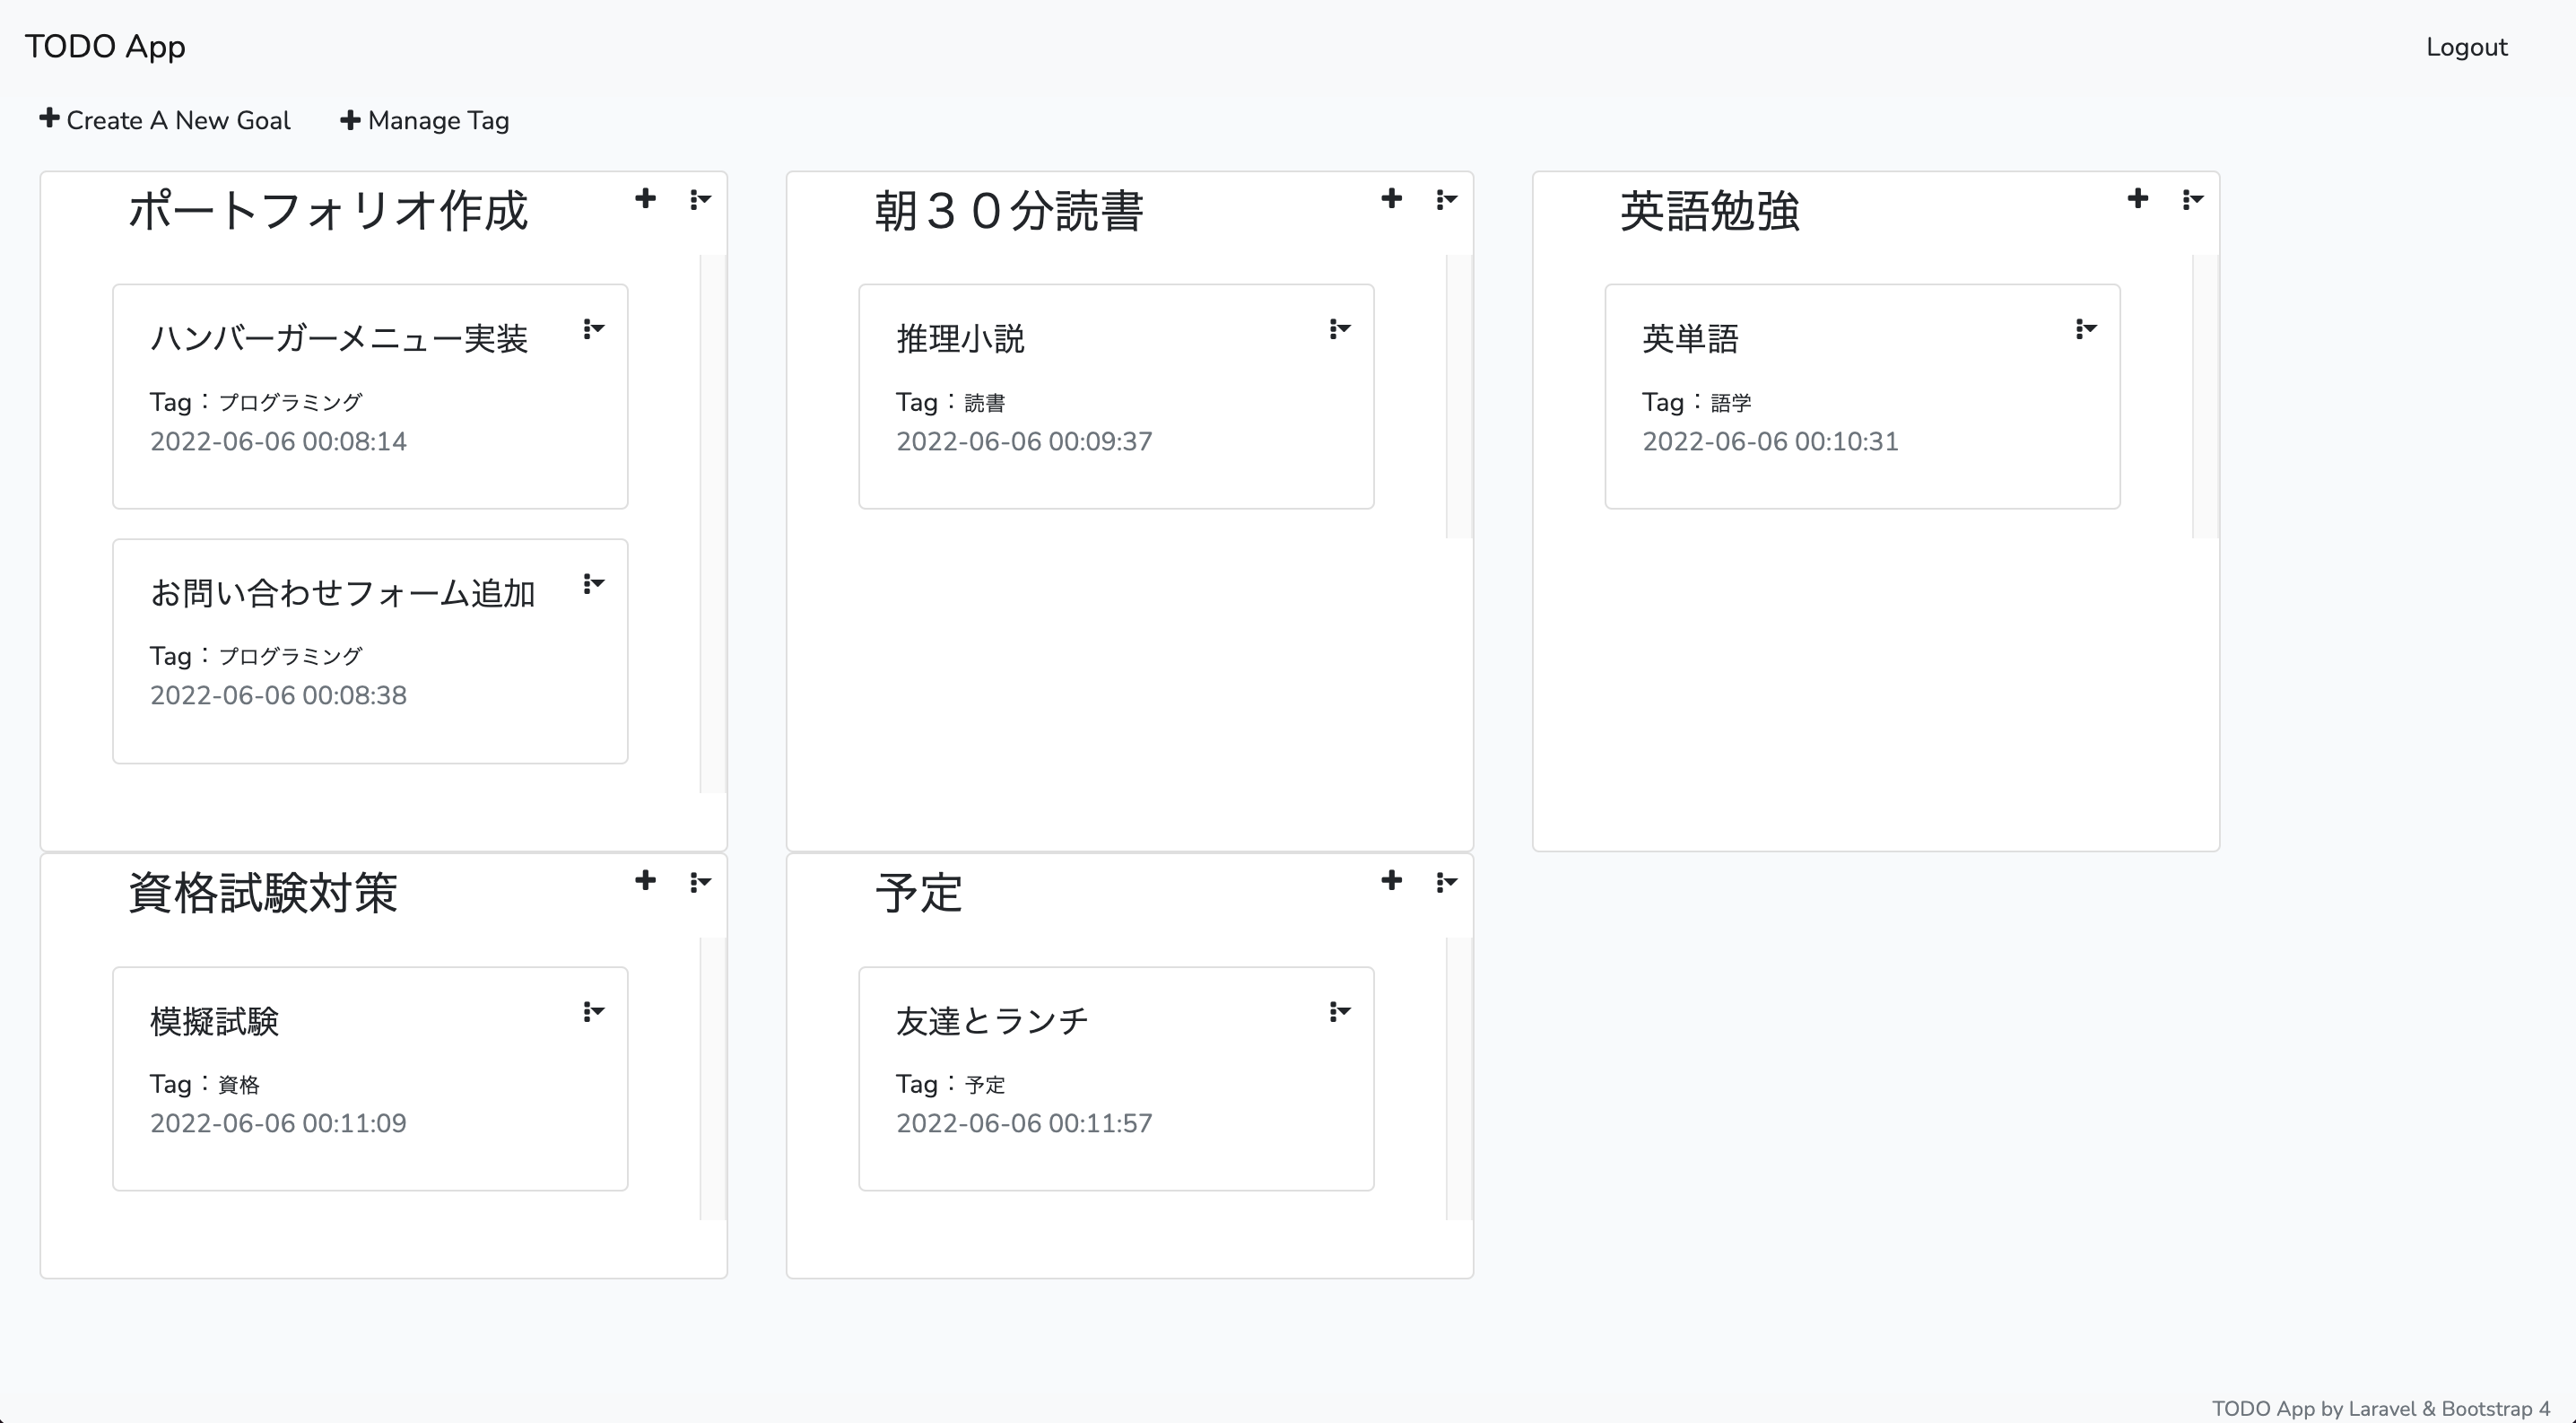 TODO App
Logout
Create A New Goal
Manage Tag
ポートフォリオ作成
ハンバーガーメニュー実装
Tag：プログラミング
2022-06-06 00:08:14
お問い合わせフォーム追加
Tag：プログラミング
2022-06-06 00:08:38
朝３０分読書
推理小説
Tag：読書
2022-06-06 00:09:37
英語勉強
英単語
Tag：語学
2022-06-06 00:10:31
資格試験対策
模擬試験
Tag：資格
2022-06-06 00:11:09
予定
友達とランチ
Tag：予定
2022-06-06 00:11:57
TODO App by Laravel & Bootstrap 4